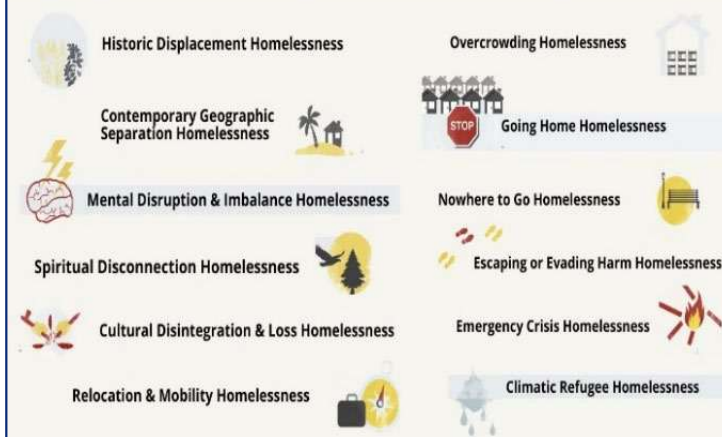 Historic Displacement Homelessness
Contemporary Geographic
Separation Homelessness
Mental Disruption & Imbalance Homelessness
Spiritual Disconnection Homelessness
Cultural Disintegration & Loss Homelessness
Relocation & Mobility Homelessness
Overcrowding Homelessness
STOP
Going Home Homelessness
Nowhere to Go Homelessness
Escaping or Evading Harm Homelessness
Emergency Crisis Homelessness
Climatic Refugee Homelessness